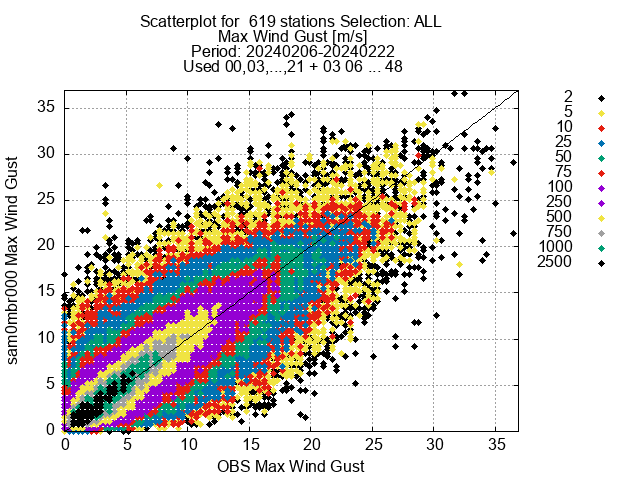 Scatterplot for 619 stations Selection: ALL
Max Wind Gust [m/s]
Period: 20240206-20240222
Used 00,03,...,21 + 03 06 ... 48
sam0mbr000 Max Wind Gust
35
30
25
20
15
10
5
0
0 5 10 15 20 25 30 35
OBS Max Wind Gust
2
5
10
25
50
75
100
250
500
750
1000
2500